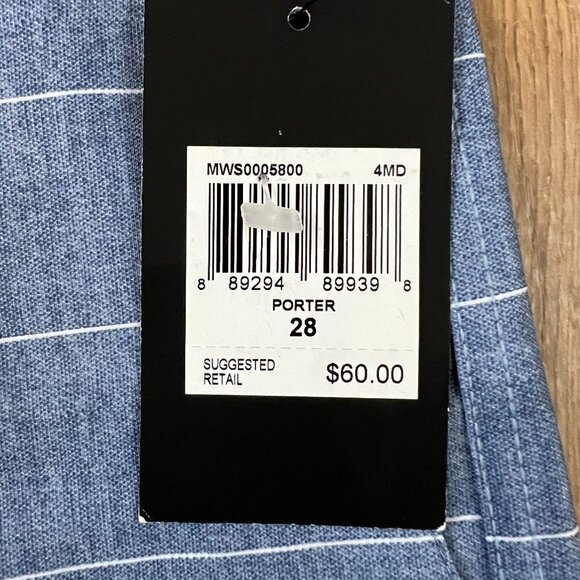 MWS0005800 4MD
8 89294 89939 8
PORTER
28
SUGGESTED
RETAIL $60.00